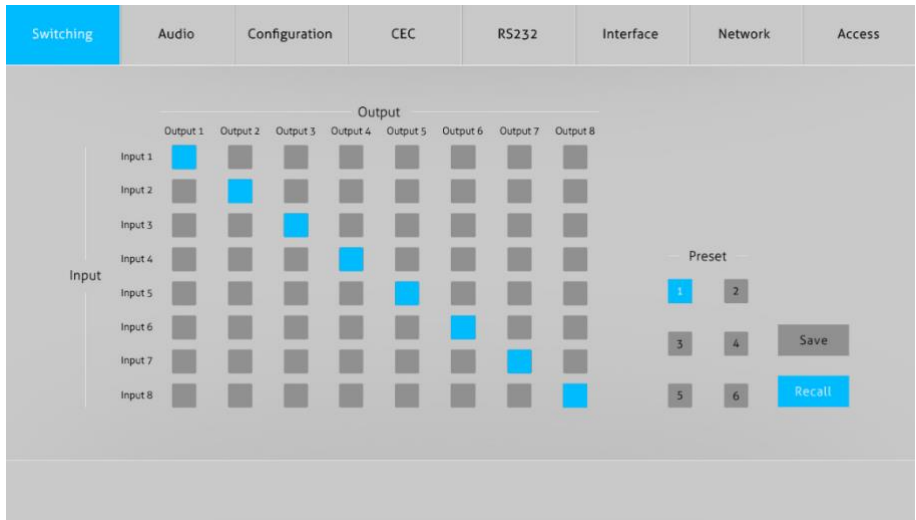 Switching Audio Configuration CEC RS232 Interface Network Access
Output
Output 1 Output 2 Output 3 Output 4 Output 5 Output 6 Output 7 Output 8
Input 1
Input 2
Input 3
Input 4
Input
Input 5
Input 6
Input 7
Input 8
Preset
1 2
3 4 Save
5 6 Recall